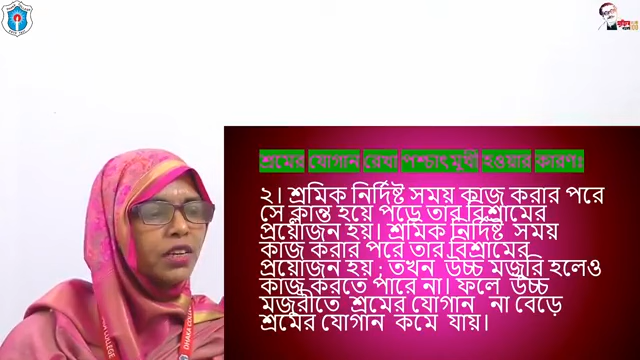 শ্রমের যোগান রেখা পশ্চাৎমুখী হওয়ার কারণঃ
২। শ্রমিক নির্দিষ্ট সময় কাজ করার পরে
সে ক্লান্ত হয়ে পড়ে তার বিশ্রামের
প্রয়োজন হয়। শ্রমিক নির্দিষ্ট সময়
কাজ করার পরে তার বিশ্রামের
প্রয়োজন হয় ; তখন উচ্চ মজুরি হলেও
কাজ করতে পারে না। ফলে উচ্চ
মজুরীতে শ্রমের যোগান না বেড়ে
শ্রমের যোগান কমে যায়।